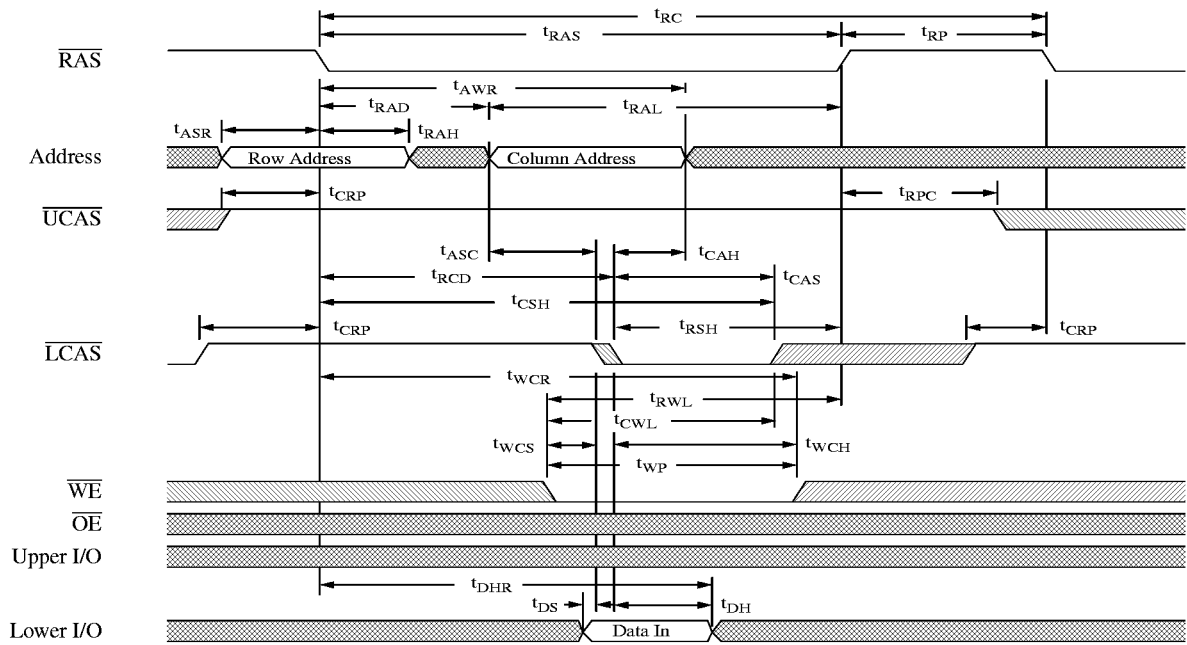 tRC
tRAS
tRP
RAS
tAWR
tRAD
tRAL
tASR
tRAH
Address
Row Address
Column Address
tCRP
tRPC
UCAS
tASC
tCAH
tRCD
tCAS
tCSH
tCRP
tRSH
tCRP
LCAS
tWCR
tRWL
tCWL
tWCS
tWCH
tWP
WE
OE
Upper I/O
tDHR
tDS
tDH
Lower I/O
Data In